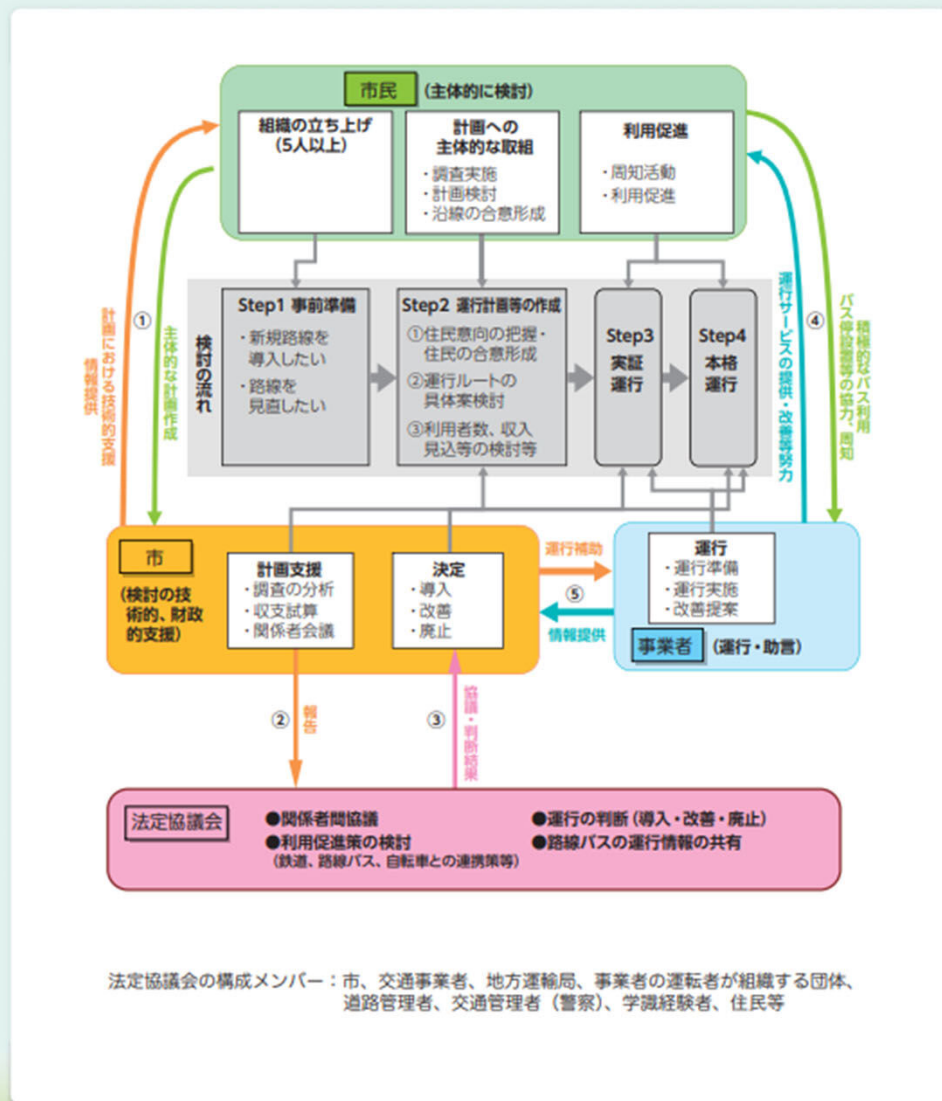 市民 (主体的に検討)
組織の立ち上げ
(5人以上)
計画への
主体的な取組
・調査実施
・計画検討
・沿線の合意形成
利用促進
・周知活動
・利用促進
計画における技術的支援
情報提供
①
主体的な計画作成
検討の流れ
Step1 事前準備
・新規路線を
導入したい
・路線を
見直したい
Step2 運行計画等の作成
①住民意向の把握・
住民の合意形成
②運行ルートの
具体案検討
③利用者数、収入
見込等の検討等
Step3
実証
運行
Step4
本格
運行
運行サービスの提供・改善等努力
④
積極的なバス利用
バス停設置等の協力、周知
市
(検討の技
術的、財政
的支援)
計画支援
・調査の分析
・収支試算
・関係者会議
決定
・導入
・改善
・廃止
運行補助
⑤
情報提供
運行
・運行準備
・運行実施
・改善提案
事業者 (運行・助言)
②
報告
③
協議・判断結果
法定協議会
●関係者間協議
●利用促進策の検討
(鉄道、路線バス、自転車との連携策等)
●運行の判断(導入・改善・廃止)
●路線バスの運行情報の共有
法定協議会の構成メンバー:市、交通事業者、地方運輸局、事業者の運転者が組織する団体、
道路管理者、交通管理者(警察)、学識経験者、住民等